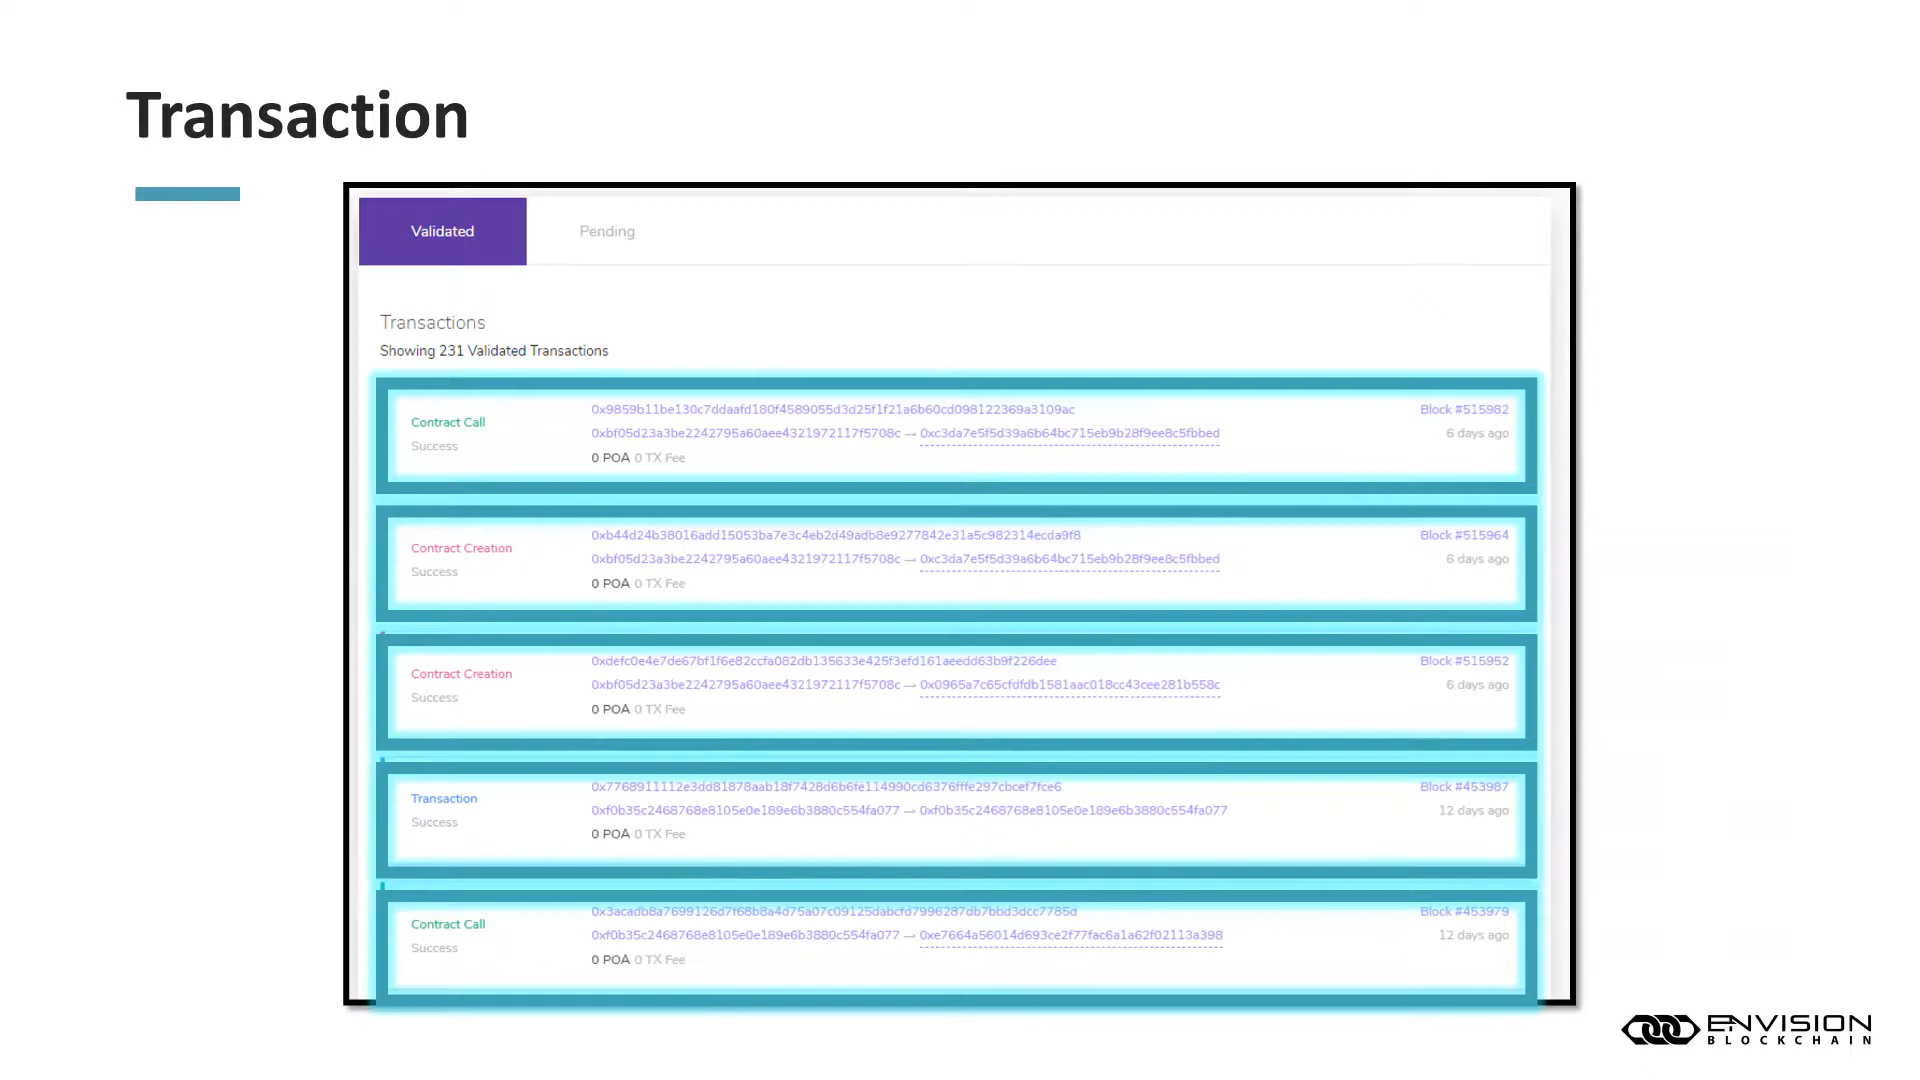 Transaction
Validated
Pending
Transactions
Showing 231 Validated Transactions
Contract Call
Success
0x9859b11be130c7ddaafd180f4589055d3d25f1f21a6b60cd098122369a3109ac
0xbf05d23a3be2242795a60aee4321972117f5708c → 0xc3da7e5f5d39a6b64bc715eb9b28f9ee8c5fbbed
0 POA 0 TX Fee
Block #515982
6 days ago
Contract Creation
Success
0xb44d24b38016add15053ba7e3c4eb2d49adb8e9277842e31a5c982314ecda9f8
0xbf05d23a3be2242795a60aee4321972117f5708c → 0xc3da7e5f5d39a6b64bc715eb9b28f9ee8c5fbbed
0 POA 0 TX Fee
Block #515964
6 days ago
Contract Creation
Success
0xdefc0e4e7de67bf1f6e82ccfa082db135633e425f3efd161aeedd63b9f226dee
0xbf05d23a3be2242795a60aee4321972117f5708c → 0x0965a7c65cfdfdb1581aac018cc43cee281b558c
0 POA 0 TX Fee
Block #515952
6 days ago
Transaction
Success
0x7768911112e3dd81878aab18f7428d6b6fe114990cd6376fffe297cbcef7fce6
0xf0b35c2468768e8105e0e189e6b3880c554fa077 → 0xf0b35c2468768e8105e0e189e6b3880c554fa077
0 POA 0 TX Fee
Block #453987
12 days ago
Contract Call
Success
0x3acadb8a7699126d7f68b8a4d75a07c09125dabcfd7996287db7bbd3dcc7785d
0xf0b35c2468768e8105e0e189e6b3880c554fa077 → 0xe7664a56014d693ce2f77fac6a1a62f02113a398
0 POA 0 TX Fee
Block #453979
12 days ago
ENVISION
BLOCKCHAIN